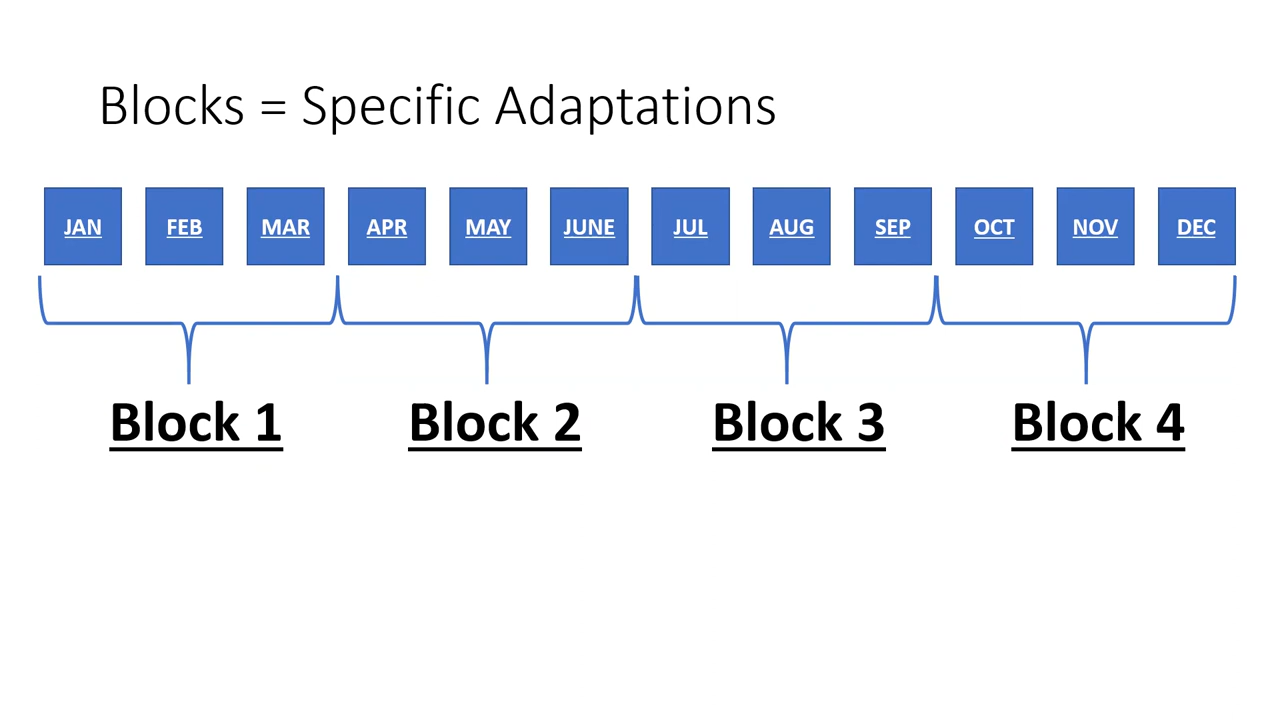 Blocks = Specific Adaptations
JAN FEB MAR APR MAY JUNE JUL AUG SEP OCT NOV DEC
Block 1 Block 2 Block 3 Block 4